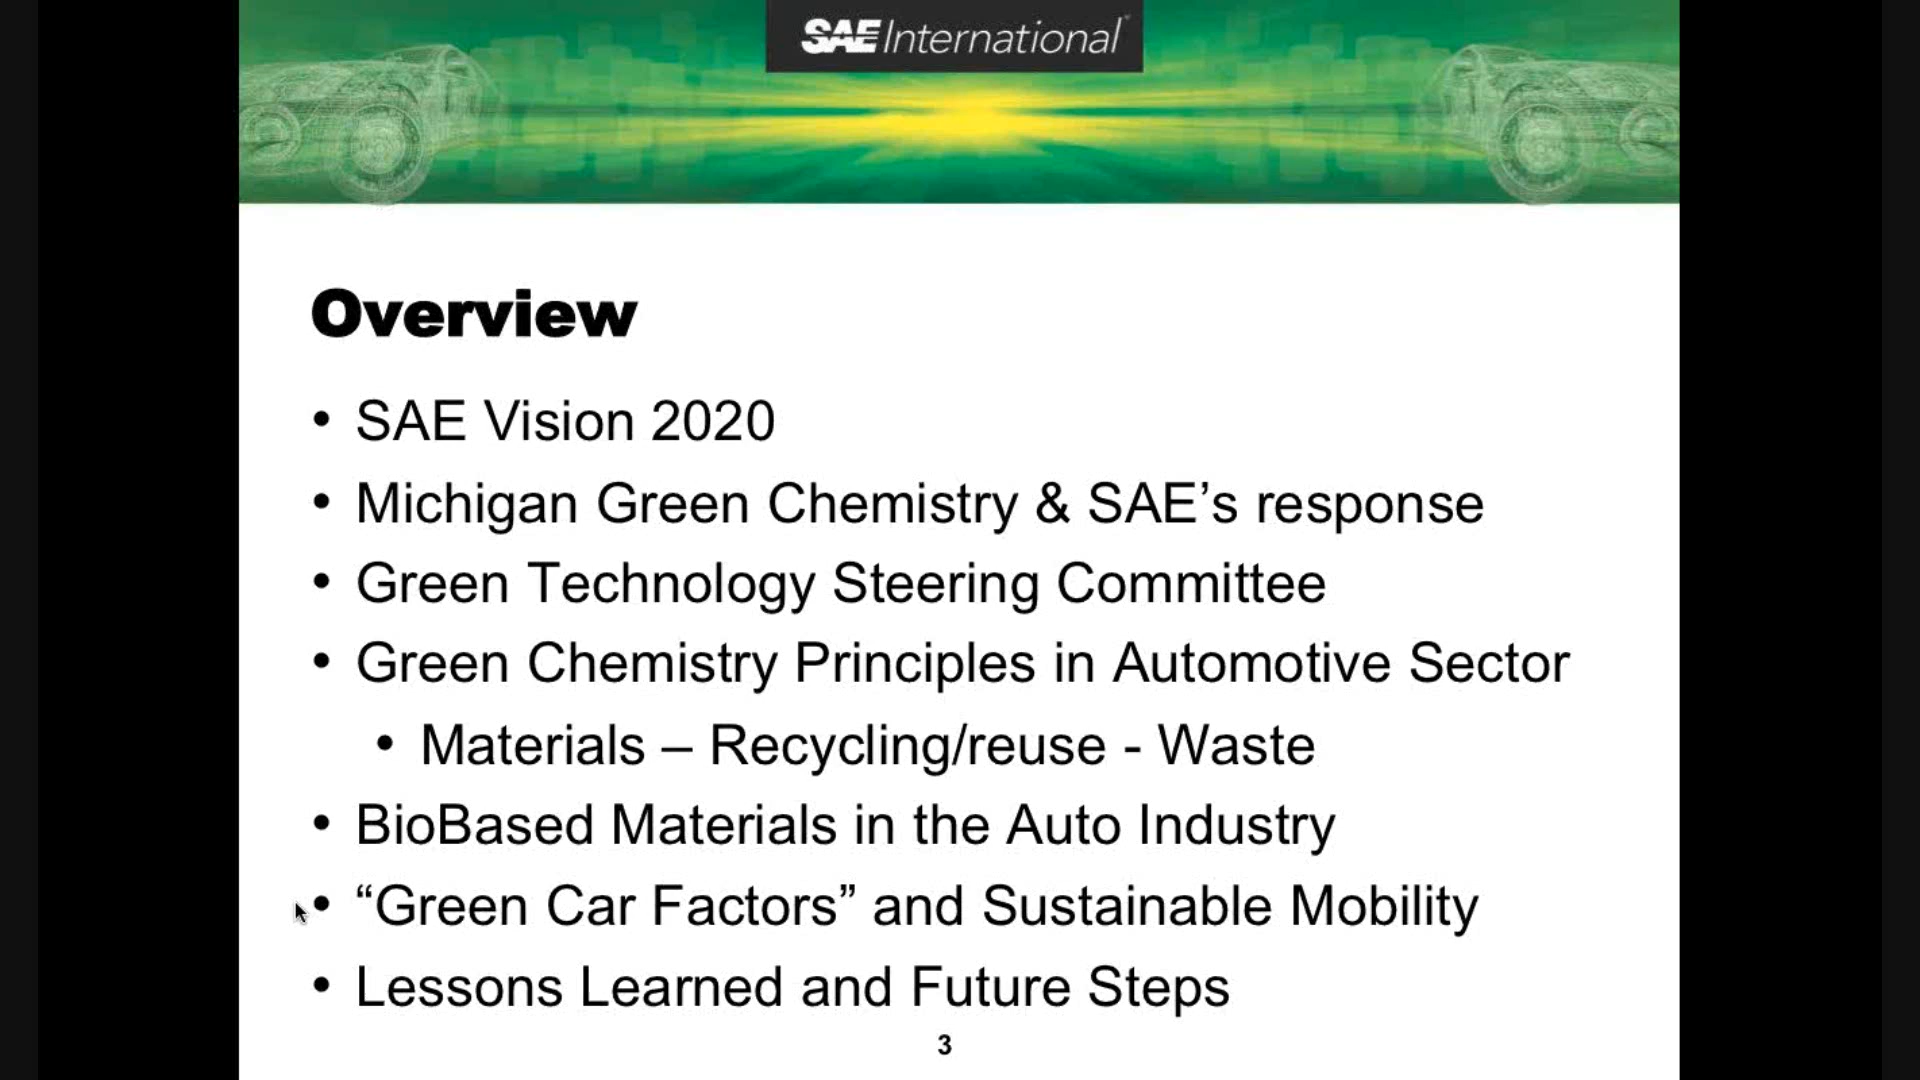 SAE International
Overview
• SAE Vision 2020
• Michigan Green Chemistry & SAE’s response
• Green Technology Steering Committee
• Green Chemistry Principles in Automotive Sector
• Materials – Recycling/reuse - Waste
• BioBased Materials in the Auto Industry
• “Green Car Factors” and Sustainable Mobility
• Lessons Learned and Future Steps
3